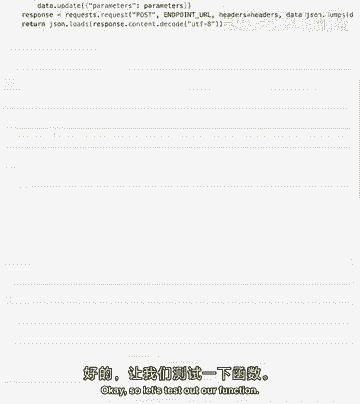 data.update({"parameters": parameters})
response = requests.request("POST", ENDPOINT_URL, headers=headers, data
return json.loads(response.content.decode("utf-8"))
好的，让我们测试一下函数。
Okay, so let's test out our function.